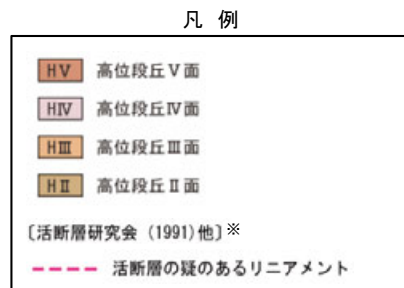 凡 例
HⅤ 高位段丘Ⅴ面
HⅣ 高位段丘Ⅳ面
HⅢ 高位段丘Ⅲ面
HⅡ 高位段丘Ⅱ面
〔活断層研究会（1991）他〕※
活断層の疑のあるリニアメント